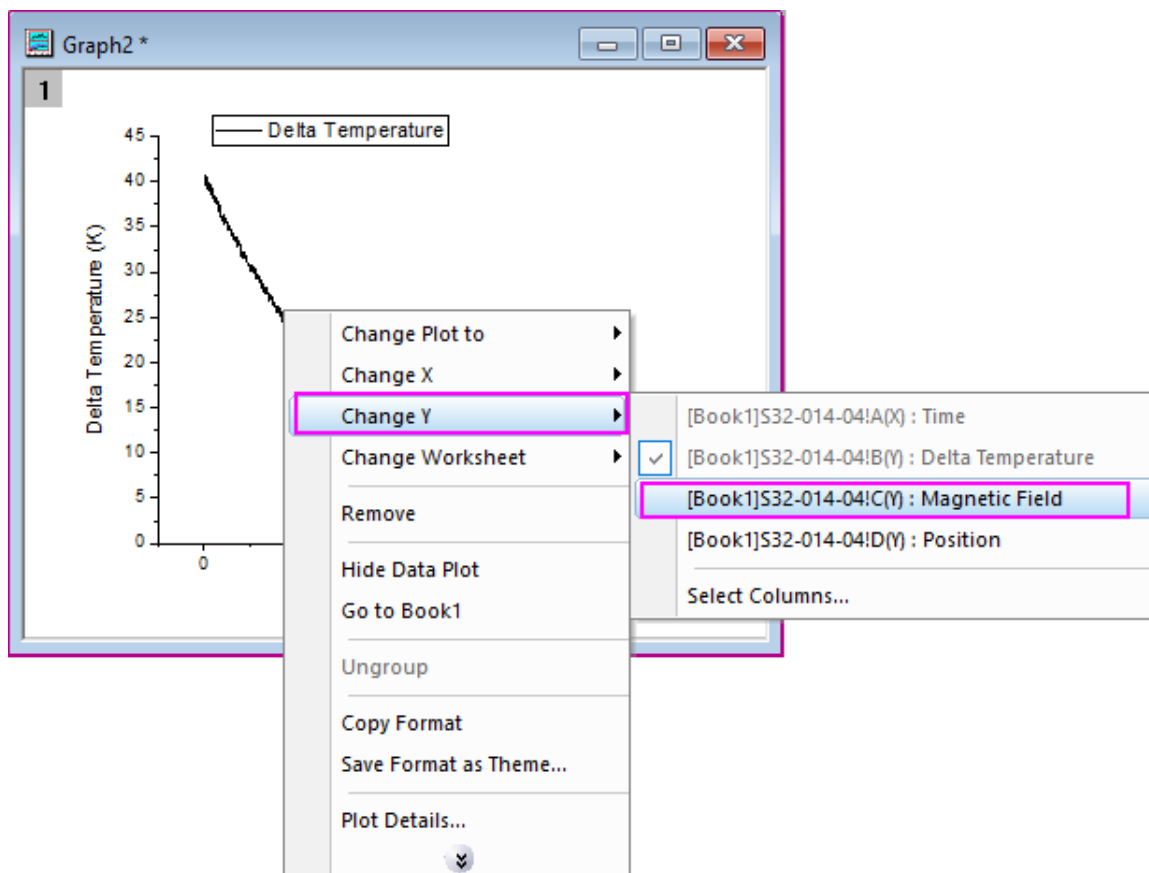 Graph2 *
1
Delta Temperature
45
40
35
30
25
20
15
10
5
0
Delta Temperature (K)
0
Change Plot to
Change X
Change Y
Change Worksheet
Remove
Hide Data Plot
Go to Book1
Ungroup
Copy Format
Save Format as Theme...
Plot Details...
[Book1]S32-014-04!A(X) : Time
[Book1]S32-014-04!B(Y) : Delta Temperature
[Book1]S32-014-04!C(Y) : Magnetic Field
[Book1]S32-014-04!D(Y) : Position
Select Columns...